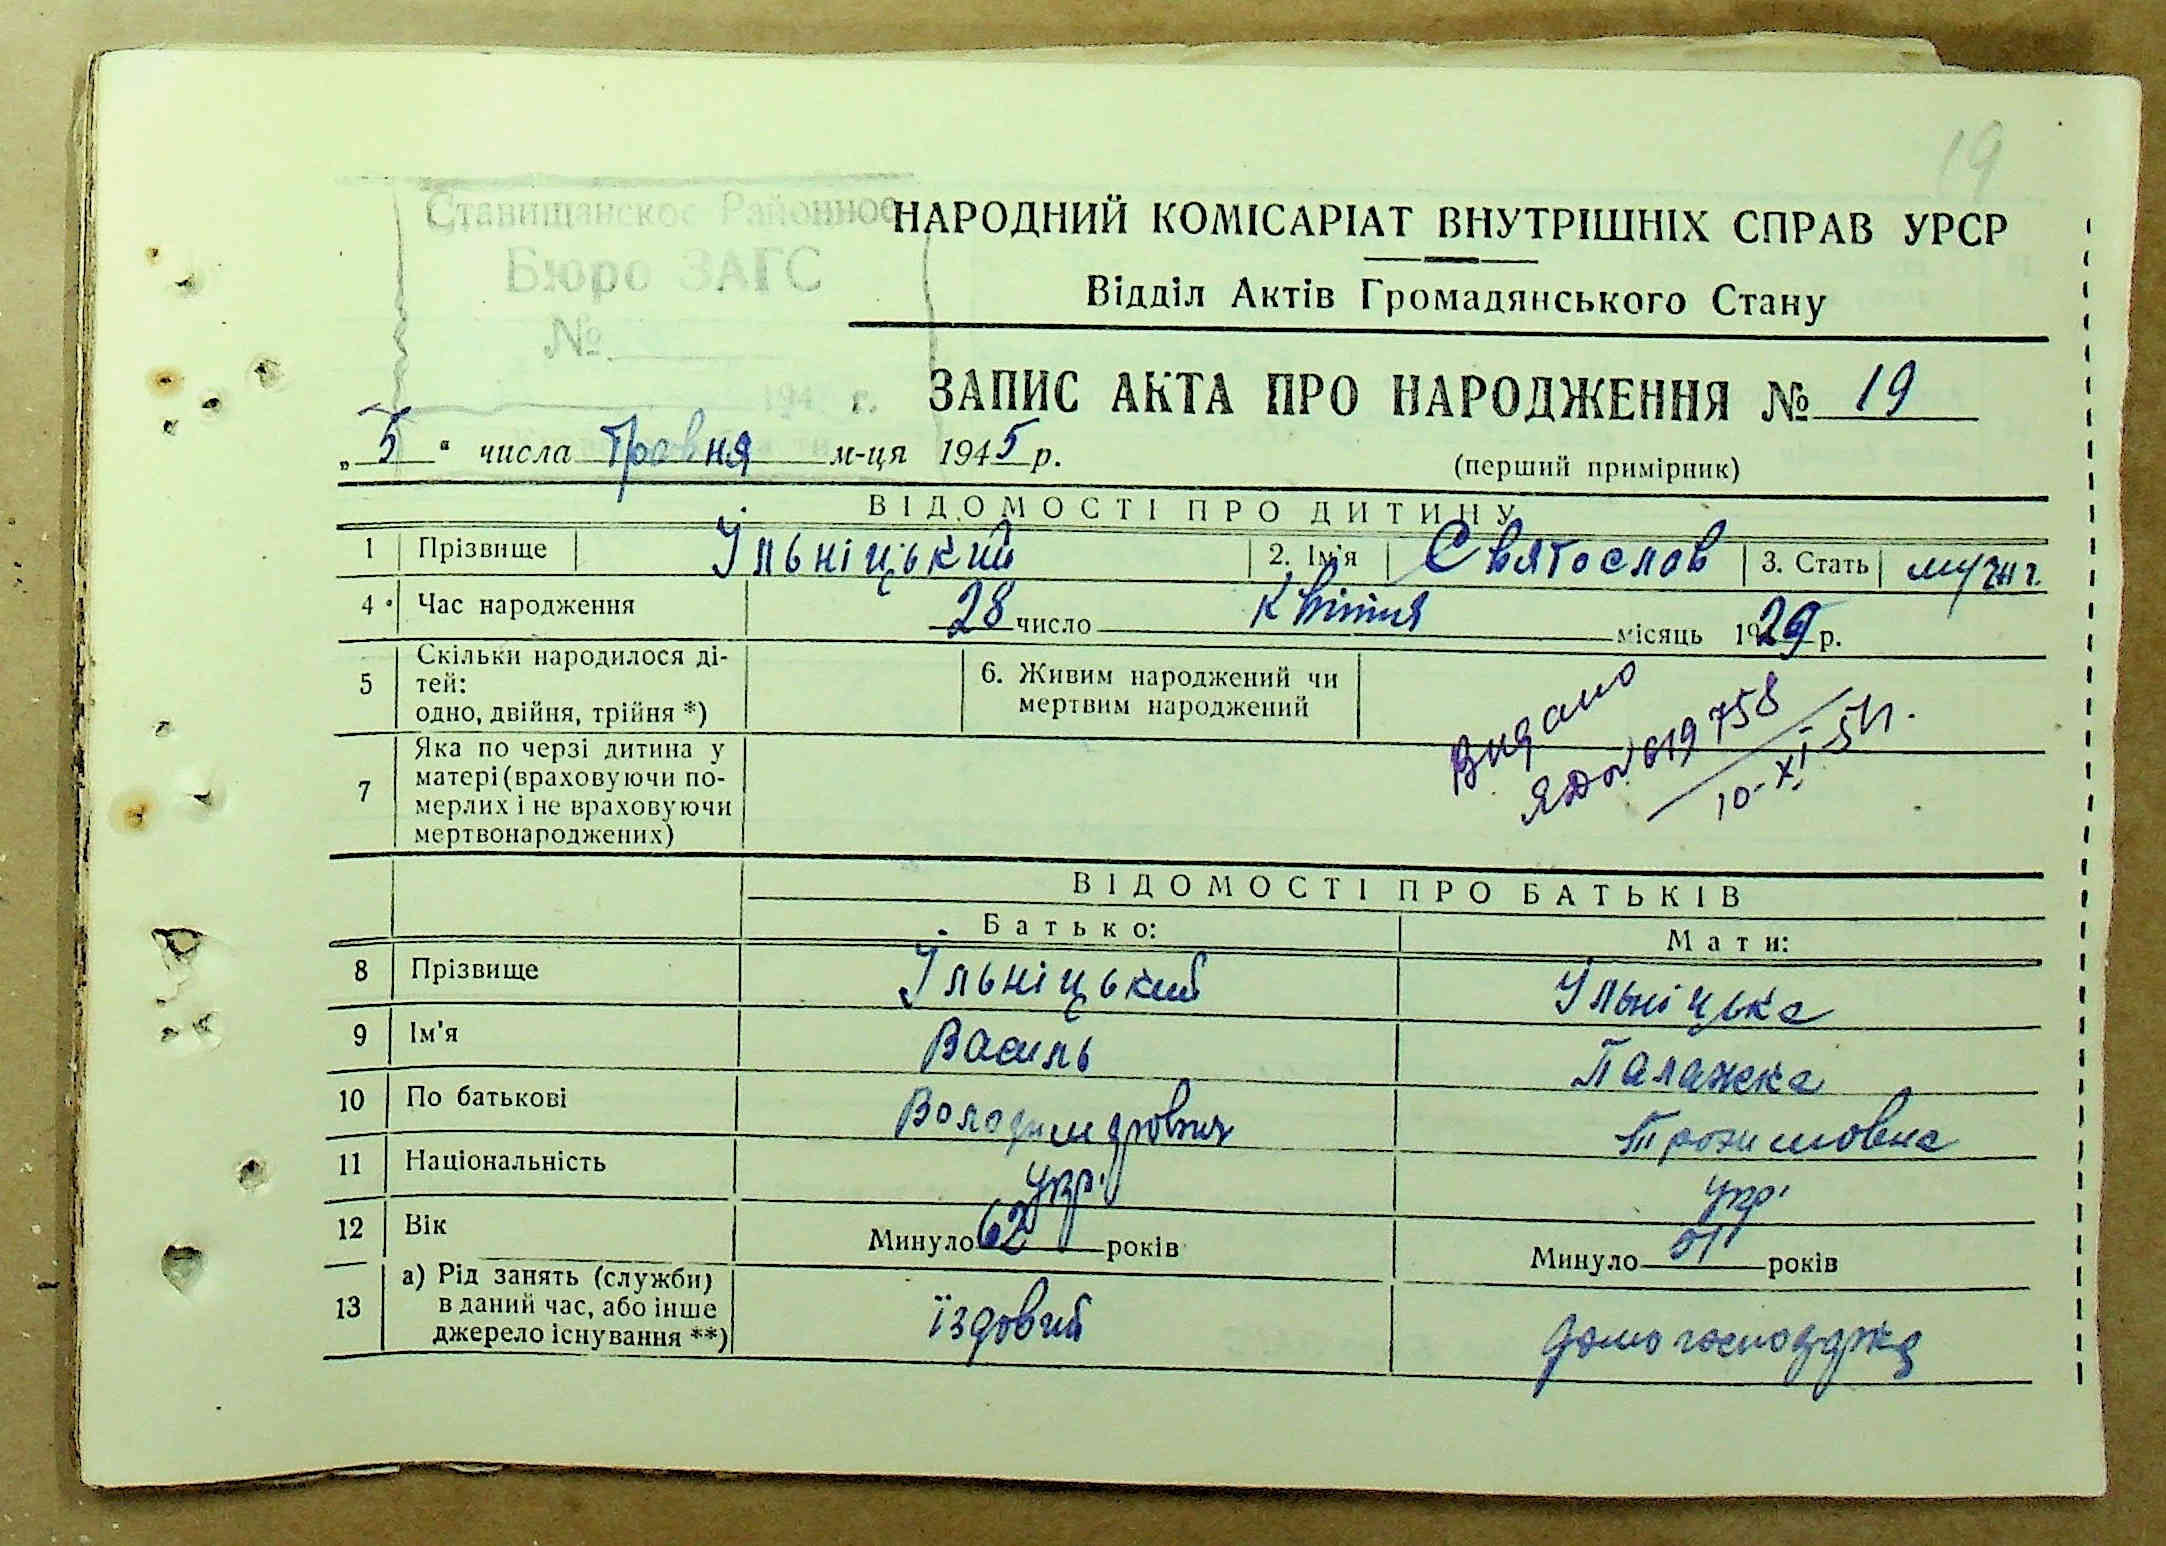 19
Ставищанское Районное
Бюро ЗАГС
№
194 г.
НАРОДНИЙ КОМІСАРІАТ ВНУТРІШНІХ СПРАВ УРСР
Відділ Актів Громадянського Стану
ЗАПИС АКТА ПРО НАРОДЖЕННЯ № 19
„ 5 “ числа Травня м-ця 1945 р.
(перший примірник)
ВІДОМОСТІ ПРО ДИТИНУ
1 Прізвище Ільніцький 2. Ім'я Святослав 3. Стать мужч.
4 Час народження 28 число квітня місяць 1929 р.
5 Скільки народилося ді-
тей:
одно, двійня, трійня *)
6. Живим народжений чи
мертвим народжений
Видано
019758
10-XI-51.
7 Яка по черзі дитина у
матері (враховуючи по-
мерлих і не враховуючи
мертвонароджених)
ВІДОМОСТІ ПРО БАТЬКІВ
Батько: Мати:
8 Прізвище Ільніцький Ільніцька
9 Ім'я Василь Палажка
10 По батькові Володимирович Трохимовна
11 Національність укр. укр.
12 Вік Минуло 62 років Минуло років
13 а) Рід занять (служби)
в даний час, або інше
джерело існування **)
їздовий домогосподарка